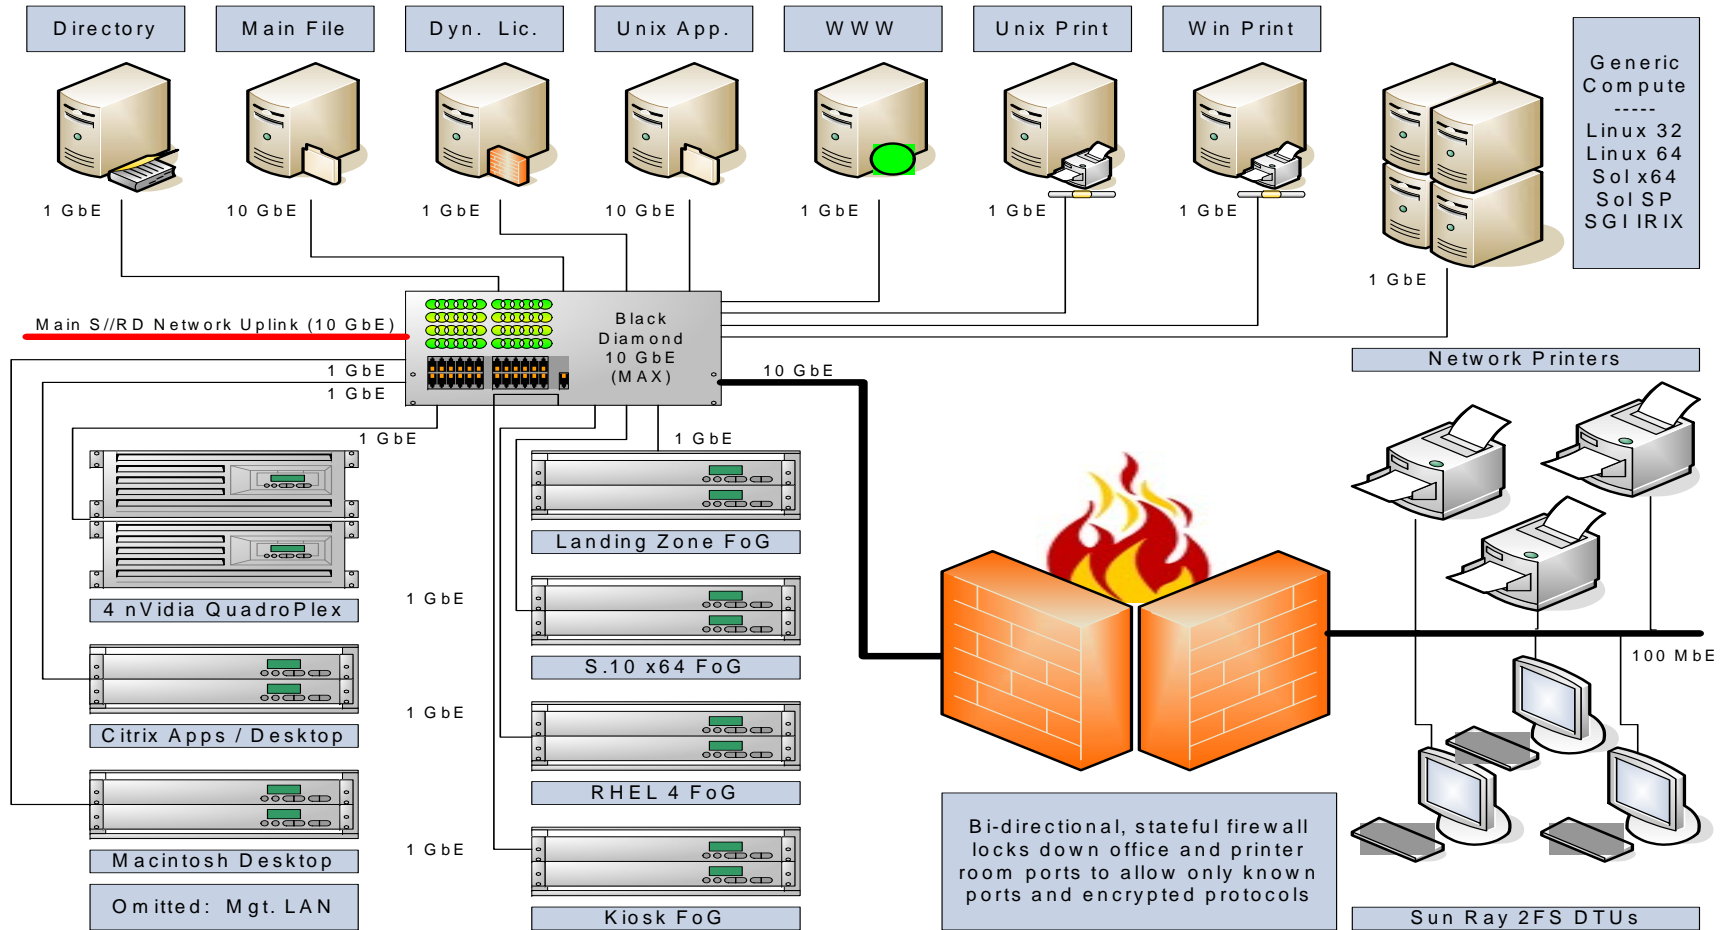 Directory
Main File
Dyn. Lic.
Unix App.
WWW
Unix Print
Win Print
Generic
Compute
-----
Linux 32
Linux 64
Sol x64
Sol SP
SGI IRIX
1 GbE
10 GbE
1 GbE
10 GbE
1 GbE
1 GbE
1 GbE
1 GbE
Main S//RD Network Uplink (10 GbE)
Black
Diamond
10 GbE
(MAX)
1 GbE
1 GbE
10 GbE
Network Printers
1 GbE
1 GbE
Landing Zone FoG
4 nVidia QuadroPlex
1 GbE
S.10 x64 FoG
100 MbE
1 GbE
Citrix Apps / Desktop
RHEL 4 FoG
1 GbE
Macintosh Desktop
Bi-directional, stateful firewall
locks down office and printer
room ports to allow only known
ports and encrypted protocols
Omitted: Mgt. LAN
Kiosk FoG
Sun Ray 2FS DTUs